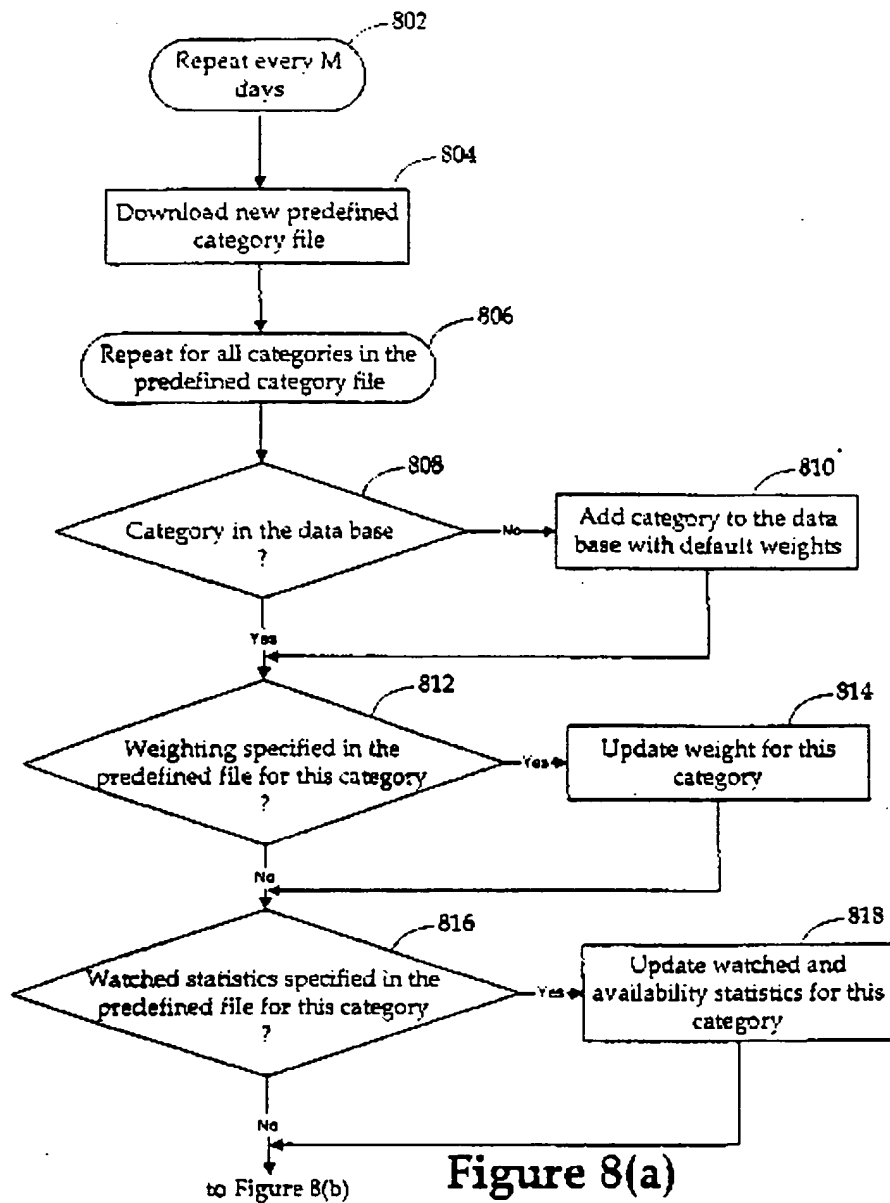 802
Repeat every M
days
804
Download new predefined
category file
806
Repeat for all categories in the
predefined category file
808
Category in the data base
?
No
810
Add category to the data
base with default weights
Yes
812
Weighting specified in the
predefined file for this category
?
Yes
814
Update weight for this
category
No
816
Watched statistics specified in the
predefined file for this category
?
Yes
818
Update watched and
availability statistics for this
category
No
to Figure 8(b)
Figure 8(a)